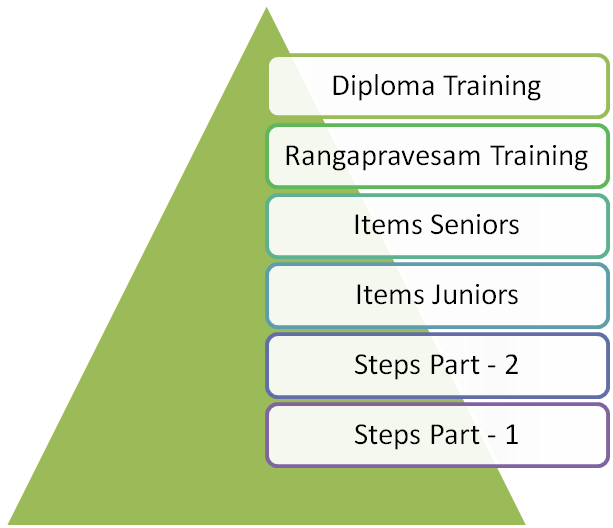 Diploma Training
Rangapravesam Training
Items Seniors
Items Juniors
Steps Part - 2
Steps Part - 1